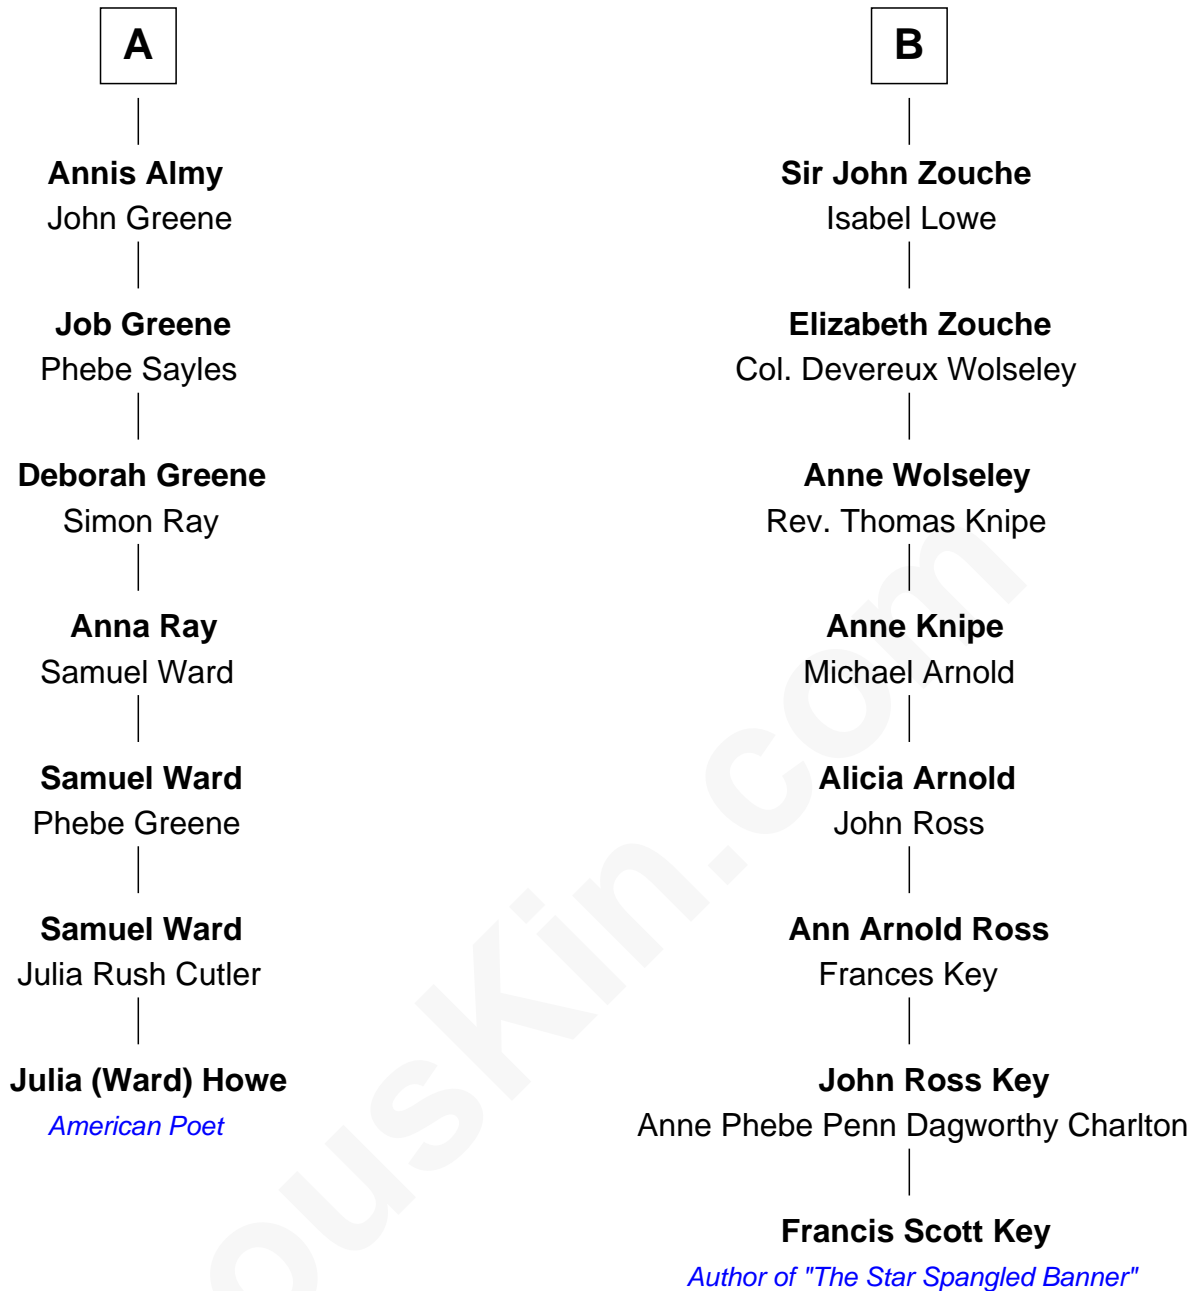 A
Annis Almy
John Greene
Job Greene
Phebe Sayles
Deborah Greene
Simon Ray
Anna Ray
Samuel Ward
Samuel Ward
Phebe Greene
Samuel Ward
Julia Rush Cutler
Julia (Ward) Howe
American Poet
B
Sir John Zouche
Isabel Lowe
Elizabeth Zouche
Col. Devereux Wolseley
Anne Wolseley
Rev. Thomas Knipe
Anne Knipe
Michael Arnold
Alicia Arnold
John Ross
Ann Arnold Ross
Frances Key
John Ross Key
Anne Phebe Penn Dagworthy Charlton
Francis Scott Key
Author of "The Star Spangled Banner"
ousKin.com